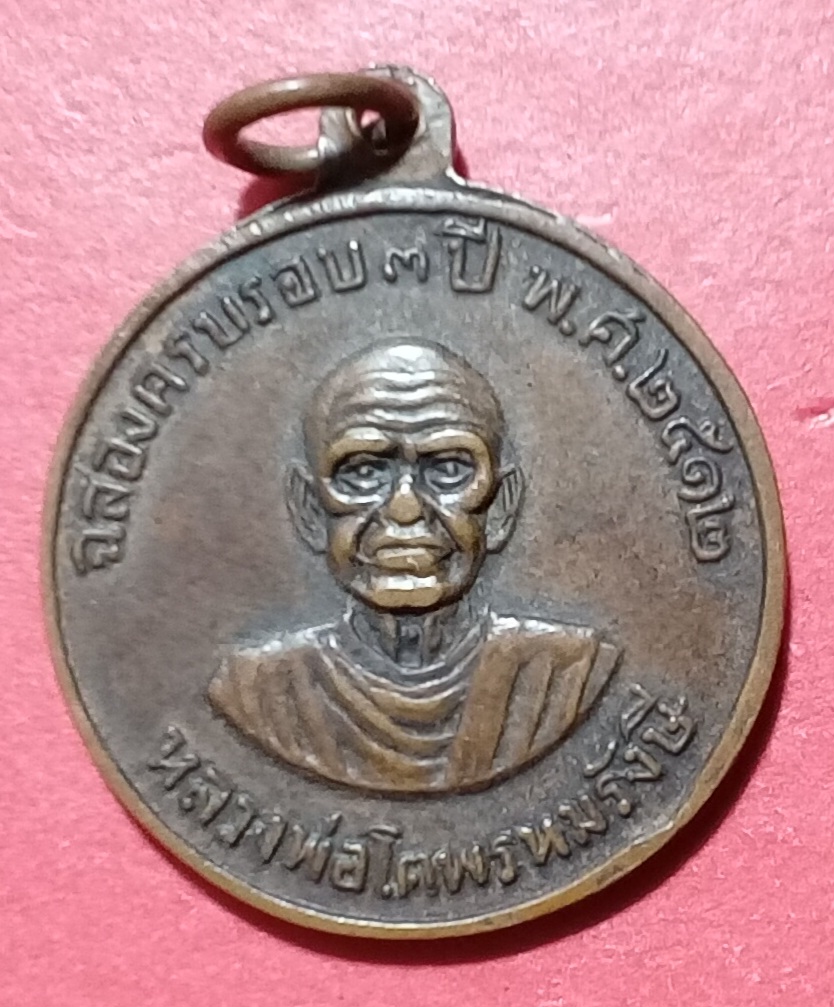 ฉลองครบรอบ ๓ ปี พ.ศ.๒๕๑๒
หลวงพ่อโตพรหมรังษี